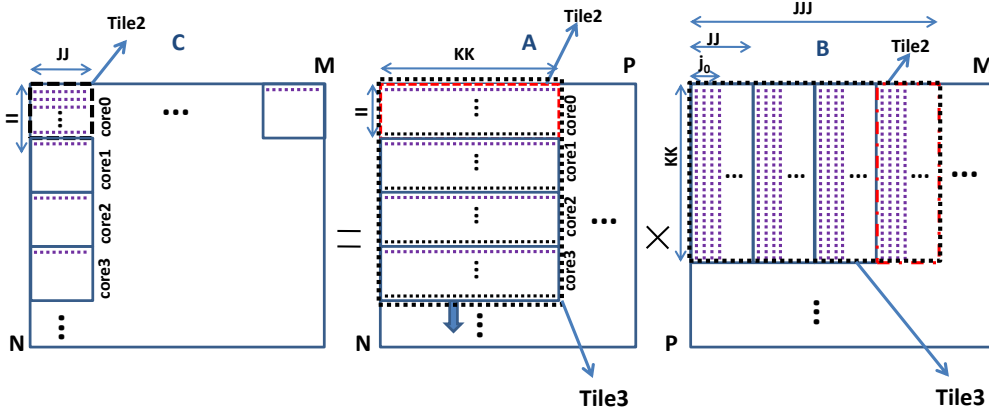 Tile2
C
JJ
M
II
core0
core1
core2
core3
...
...
N
=
Tile2
A
KK
P
II
core0
core1
core2
core3
...
...
...
...
...
...
N
Tile3
×
JJJ
JJ
B
Tile2
j₀
M
KK
...
...
...
...
...
...
P
Tile3